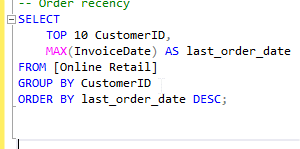 -- Order recency
SELECT
TOP 10 CustomerID,
MAX(InvoiceDate) AS last_order_date
FROM [Online Retail]
GROUP BY CustomerID
ORDER BY last_order_date DESC;